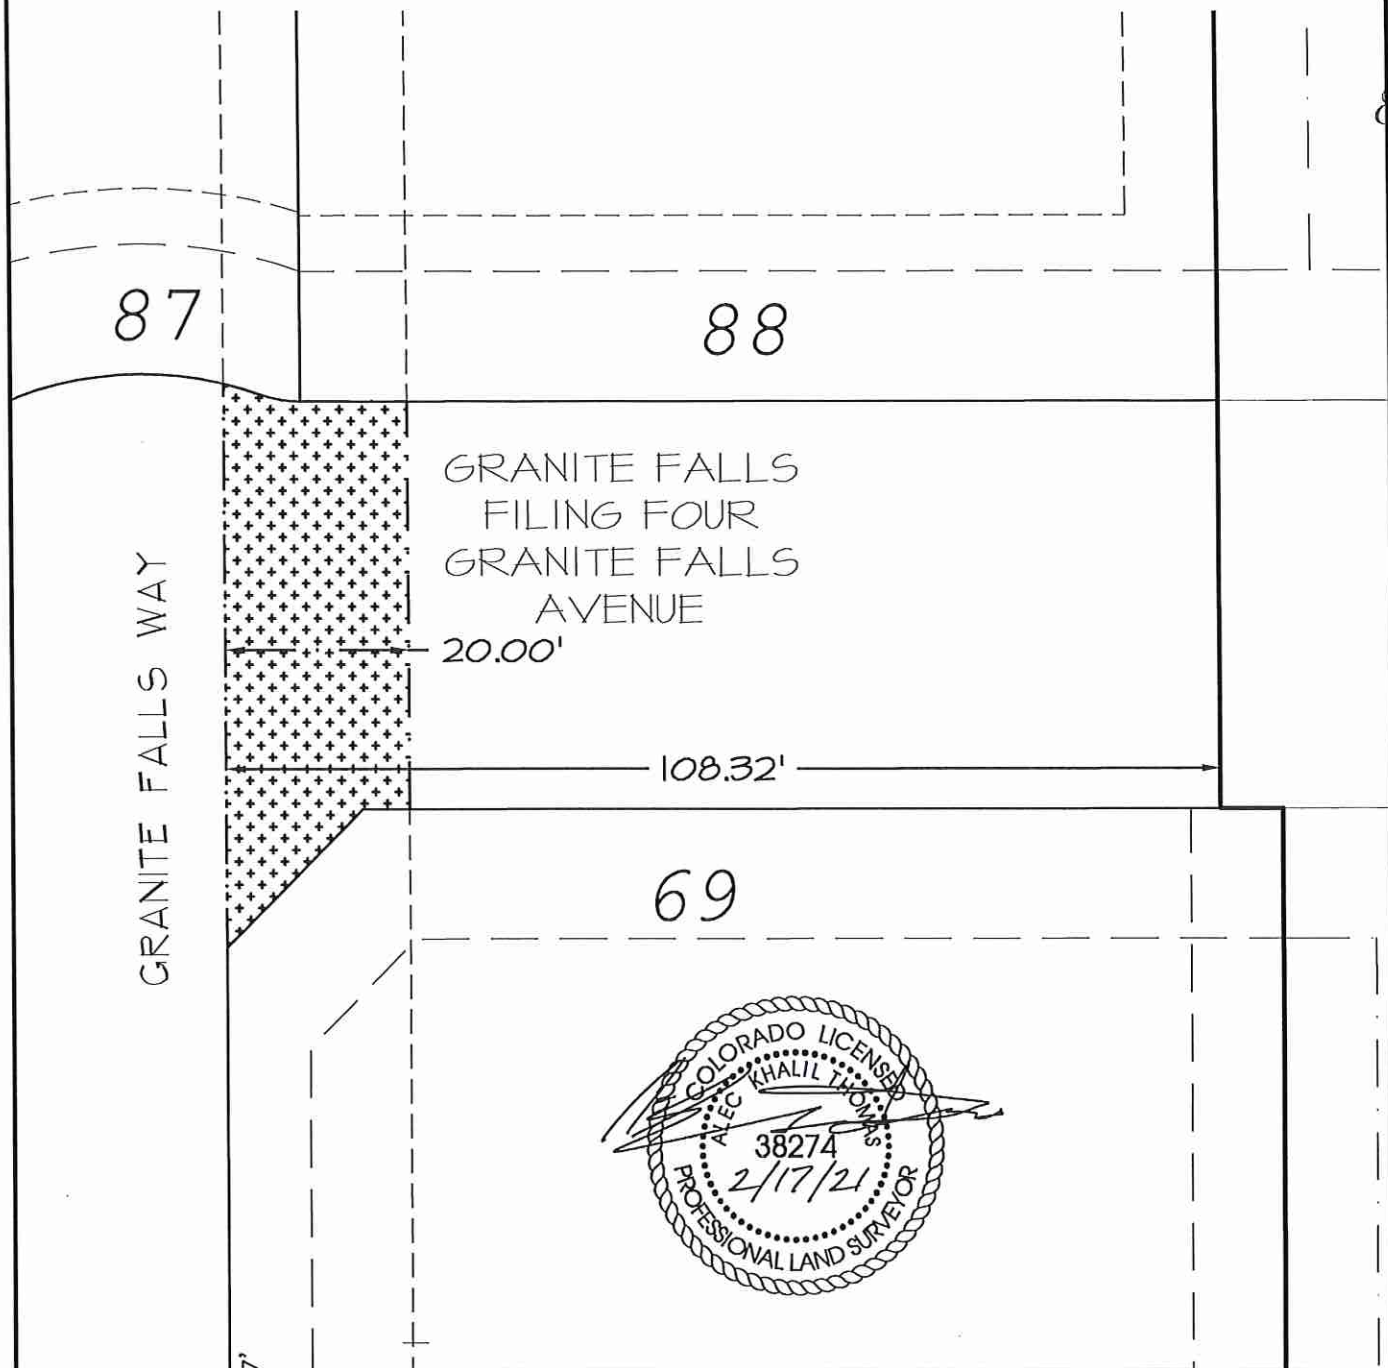 87
88
GRANITE FALLS
FILING FOUR
GRANITE FALLS
AVENUE
20.00'
GRANITE FALLS WAY
108.32'
69
COLORADO LICENSED
ALEC KHALIL THOMAS
38274
2/17/21
PROFESSIONAL LAND SURVEYOR